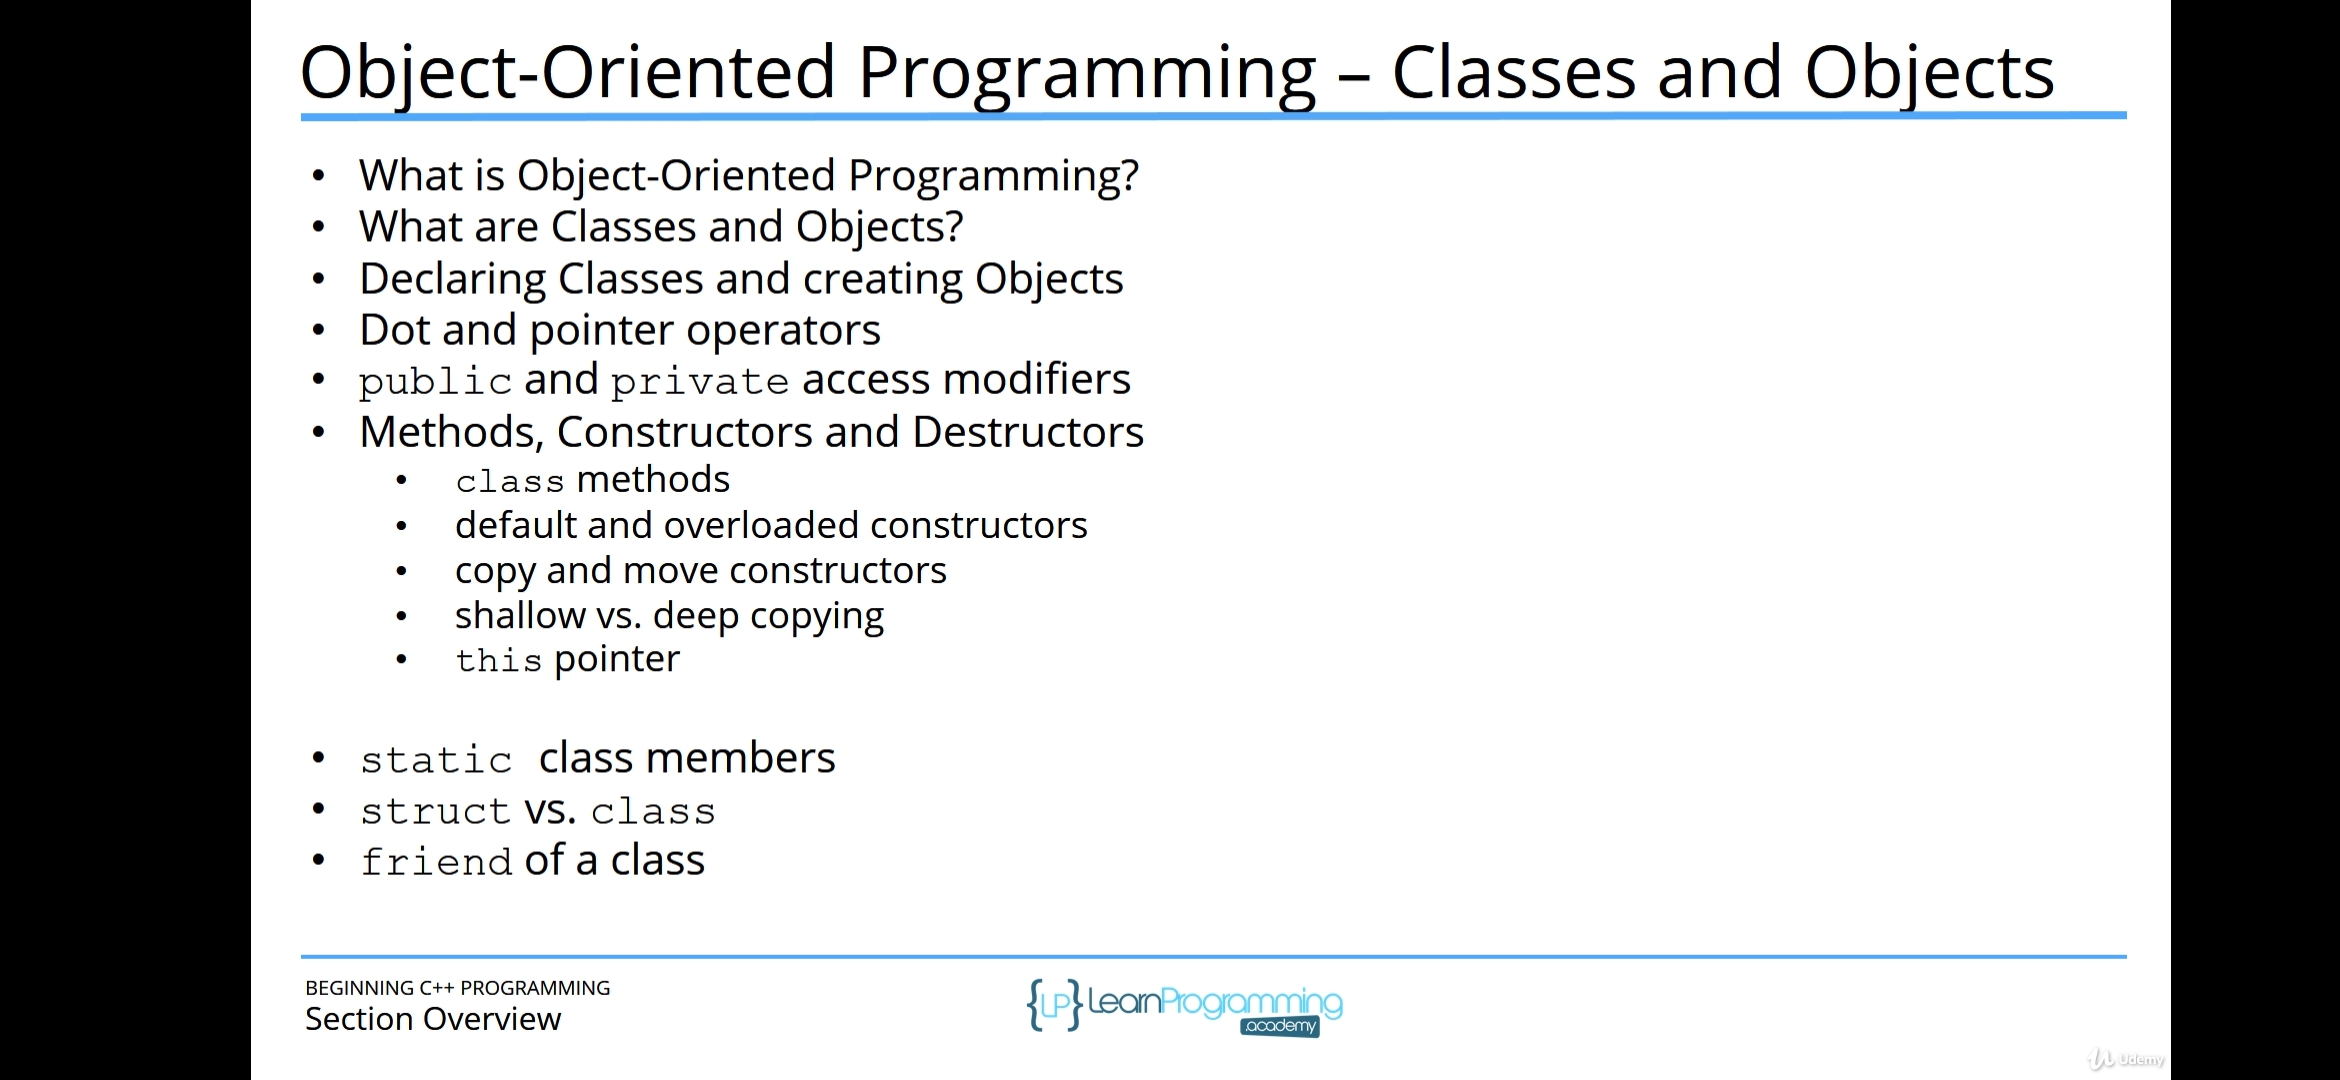 Object-Oriented Programming – Classes and Objects
• What is Object-Oriented Programming?
• What are Classes and Objects?
• Declaring Classes and creating Objects
• Dot and pointer operators
• public and private access modifiers
• Methods, Constructors and Destructors
• class methods
• default and overloaded constructors
• copy and move constructors
• shallow vs. deep copying
• this pointer
• static class members
• struct vs. class
• friend of a class
BEGINNING C++ PROGRAMMING
Section Overview
{LP} LearnProgramming
academy
Udemy